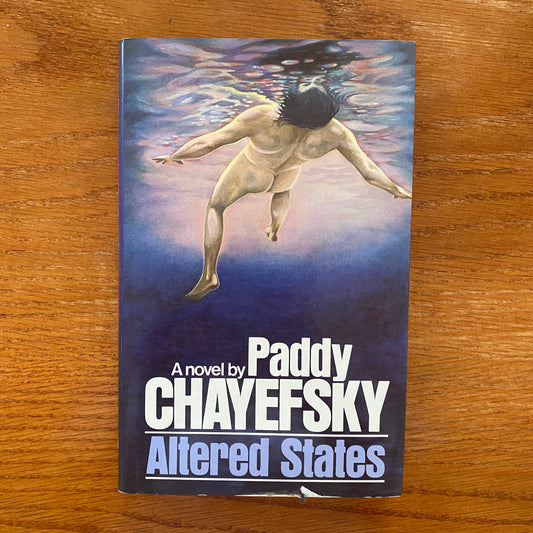 A novel by Paddy
CHAYEFSKY
Altered States